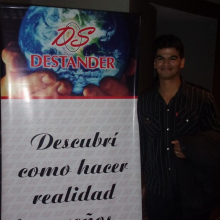 DS
DESTANDER
Descubrí
como hacer
realidad